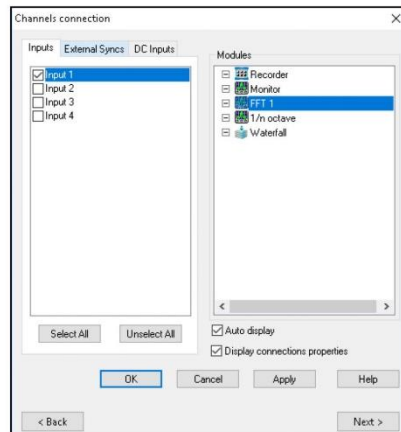 Channels connection
Inputs External Syncs DC Inputs
Input 1
Input 2
Input 3
Input 4
Select All Unselect All
Modules
Recorder
Monitor
FFT 1
1/n octave
Waterfall
Auto display
Display connections properties
OK Cancel Apply Help
< Back Next >